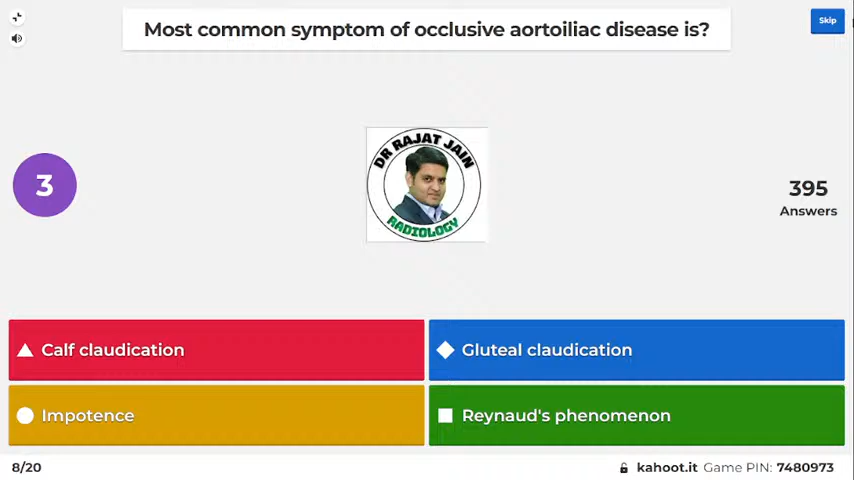 Most common symptom of occlusive aortoiliac disease is?
Skip
3
DR RAJAT JAIN
RADIOLOGY
395
Answers
Calf claudication
Gluteal claudication
Impotence
Reynaud's phenomenon
8/20
kahoot.it Game PIN: 7480973